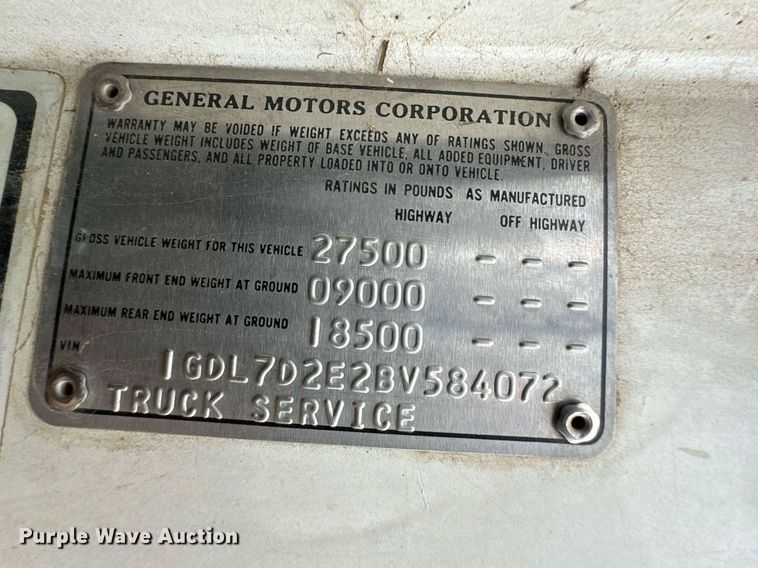 GENERAL MOTORS CORPORATION
WARRANTY MAY BE VOIDED IF WEIGHT EXCEEDS ANY OF RATINGS SHOWN. GROSS
VEHICLE WEIGHT INCLUDES WEIGHT OF BASE VEHICLE, ALL ADDED EQUIPMENT, DRIVER
AND PASSENGERS, AND ALL PROPERTY LOADED INTO OR ONTO VEHICLE.
RATINGS IN POUNDS AS MANUFACTURED
HIGHWAY OFF HIGHWAY
GROSS VEHICLE WEIGHT FOR THIS VEHICLE 27500 - - -
MAXIMUM FRONT END WEIGHT AT GROUND 09000 - - -
MAXIMUM REAR END WEIGHT AT GROUND 18500 - - -
VIN 1GDL7D2E2BV584072
TRUCK SERVICE
Purple Wave Auction